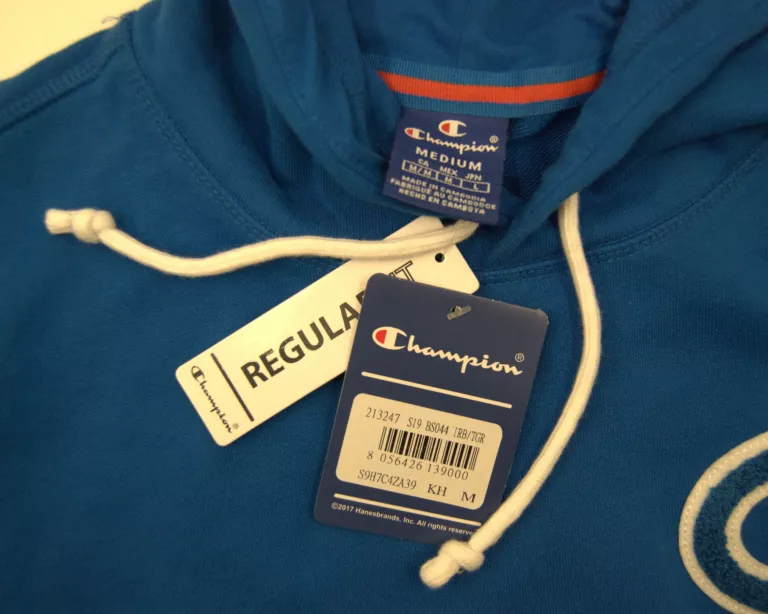 Champion®
MEDIUM
CA MEX JPN
M/M M L
MADE IN CAMBODIA
FABRIQUÉ AU CAMBODGE
HECHO EN CAMBOYA
REGULAR
Champion
Champion®
213247 S19 BS044 IRB/TGR
8 056426 139000
S9H7C4ZA39 KH M
©2017 Hanesbrands, Inc. All rights reserved.